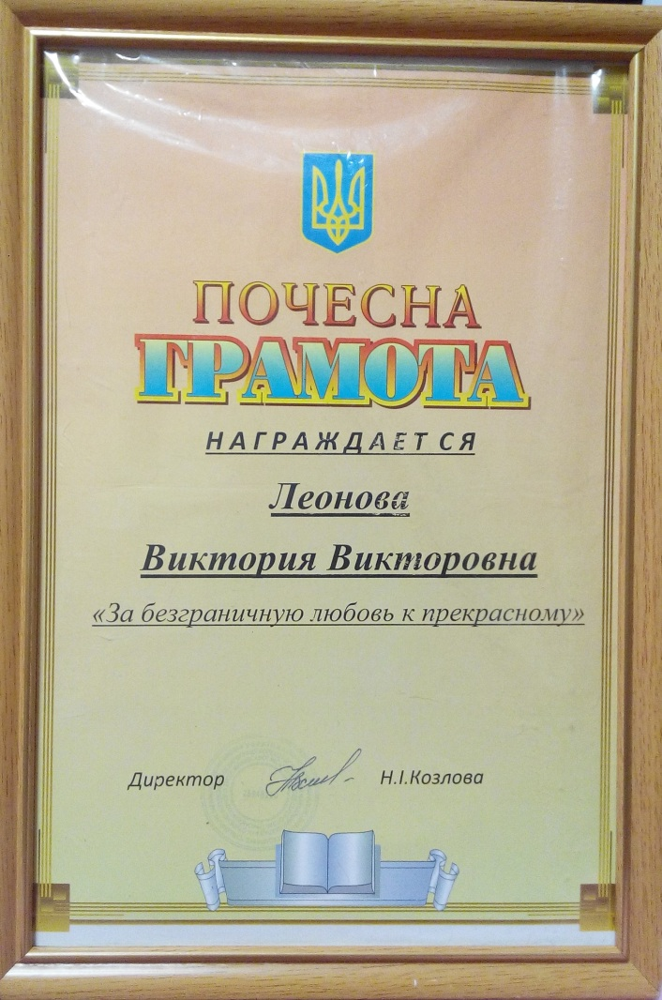 ПОЧЕСНА
ГРАМОТА
НАГРАЖДАЕТСЯ
Леонова
Виктория Викторовна
«За безграничную любовь к прекрасному»
Директор Н.І.Козлова